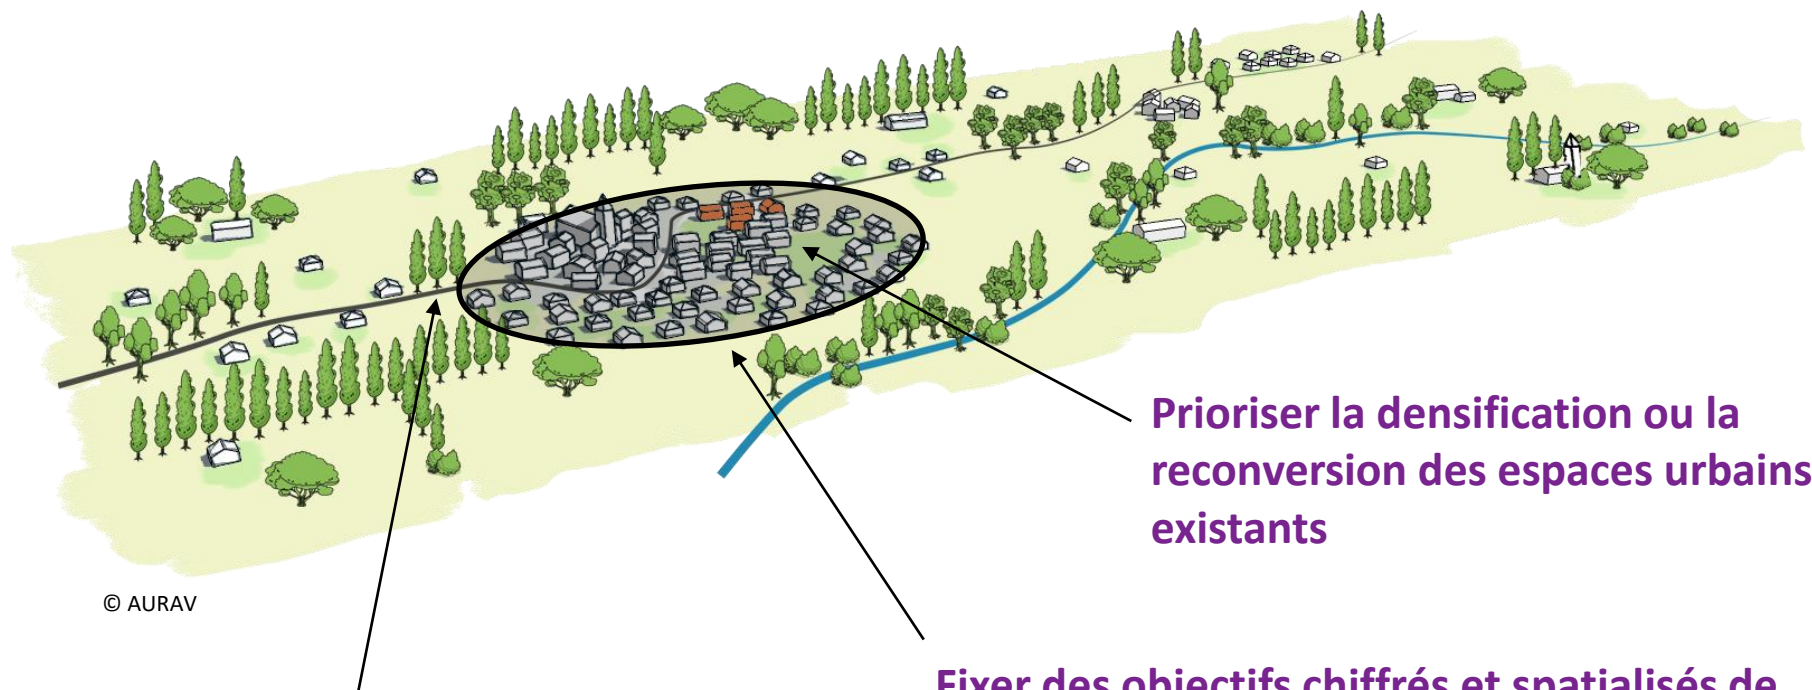 Prioriser la densification ou la
reconversion des espaces urbains
existants
© AURAV
Fixer des objectifs chiffrés et spatialisés de